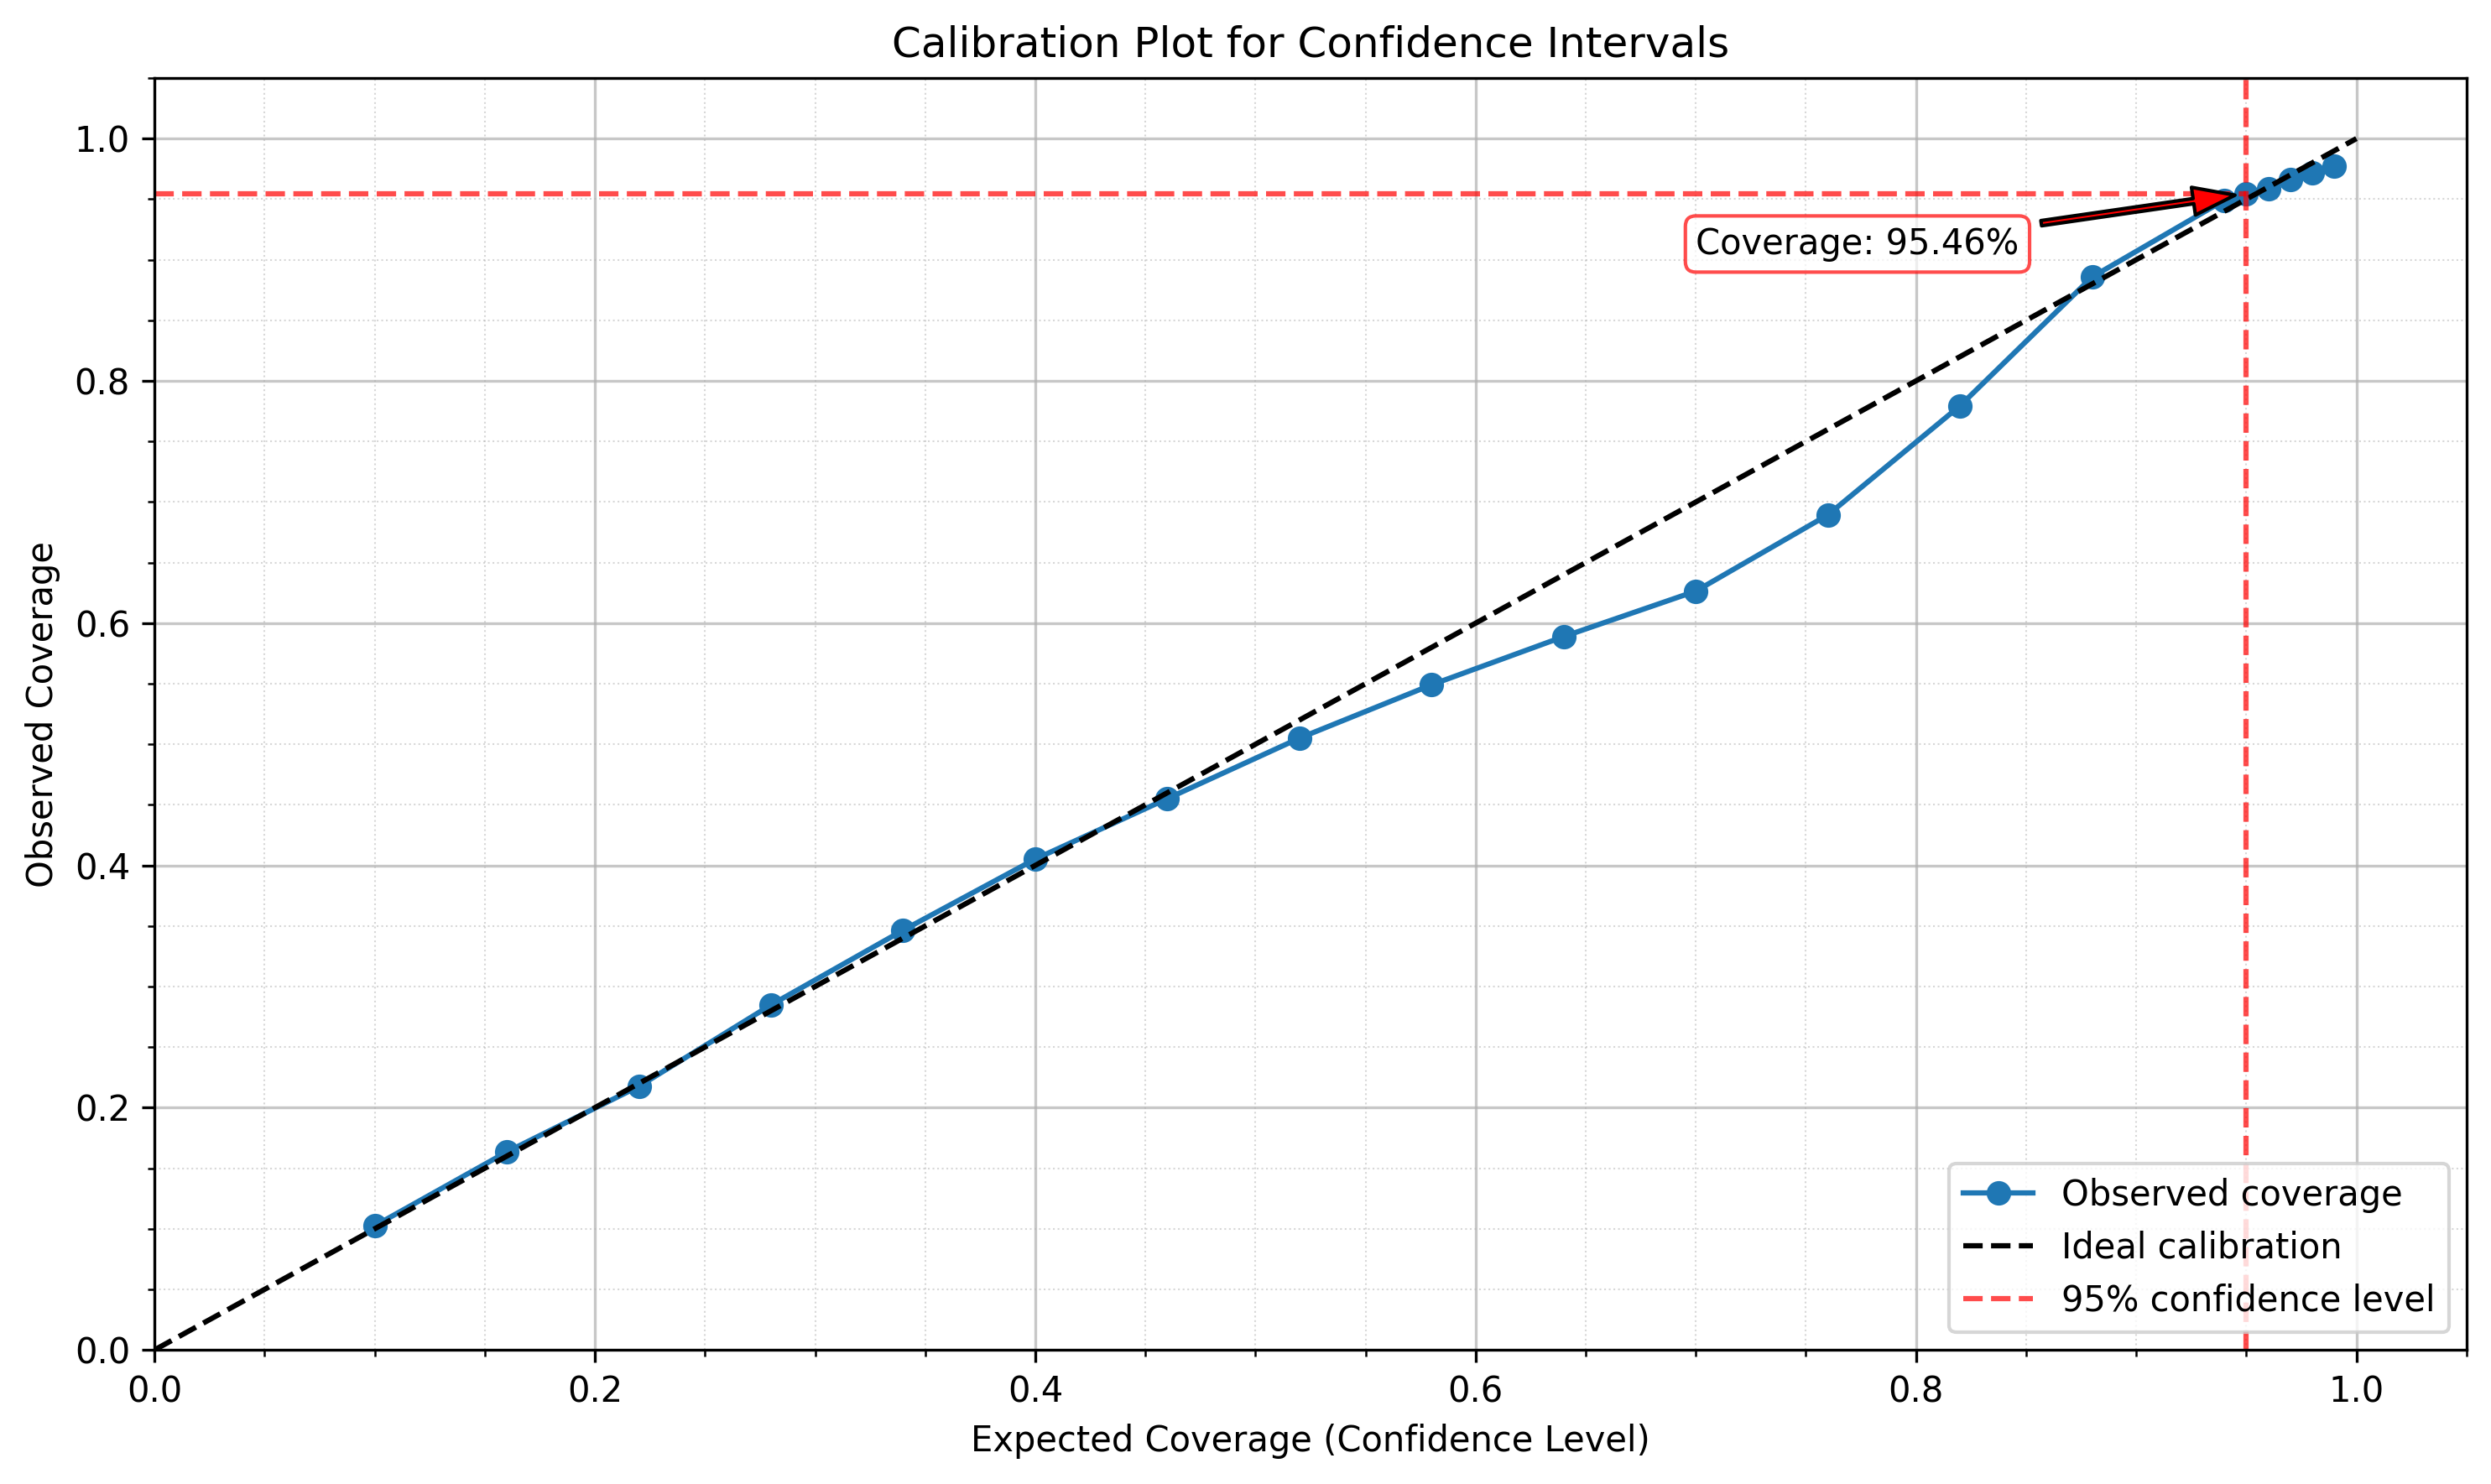 Calibration Plot for Confidence Intervals
Observed Coverage
1.0
0.8
0.6
0.4
0.2
0.0
Coverage: 95.46%
Observed coverage
Ideal calibration
95% confidence level
0.0 0.2 0.4 0.6 0.8 1.0
Expected Coverage (Confidence Level)